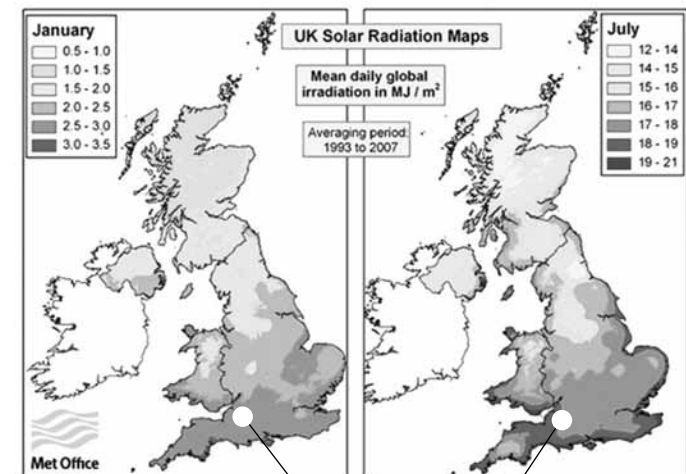 January
0.5 - 1.0
1.0 - 1.5
1.5 - 2.0
2.0 - 2.5
2.5 - 3.0
3.0 - 3.5
UK Solar Radiation Maps
Mean daily global
irradiation in MJ / m²
Averaging period:
1993 to 2007
July
12 - 14
14 - 15
15 - 16
16 - 17
17 - 18
18 - 19
19 - 21
Met Office